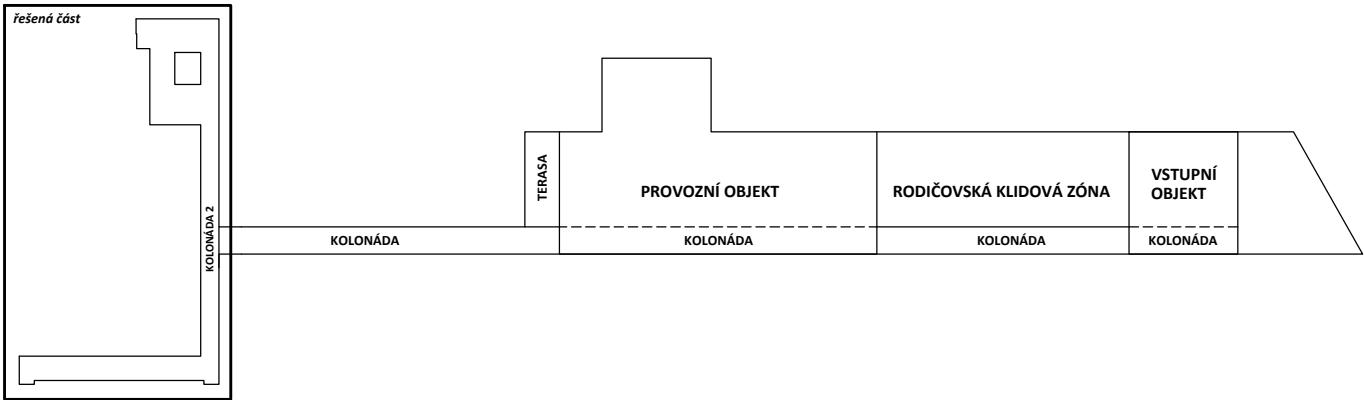 řešená část
KOLONÁDA 2
KOLONÁDA
TERASA
PROVOZNÍ OBJEKT
KOLONÁDA
RODIČOVSKÁ KLIDOVÁ ZÓNA
KOLONÁDA
VSTUPNÍ
OBJEKT
KOLONÁDA